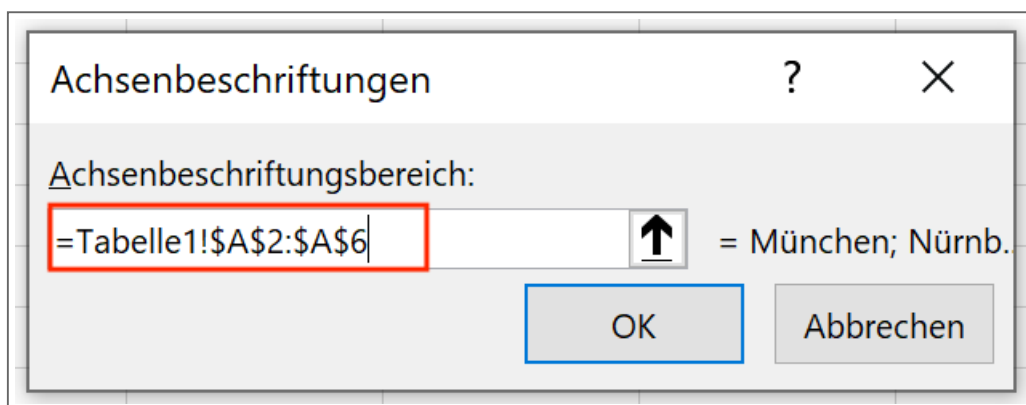 Achsenbeschriftungen ?
Achsenbeschriftungsbereich:
=Tabelle1!$A$2:$A$6 = München; Nürnb..
OK Abbrechen